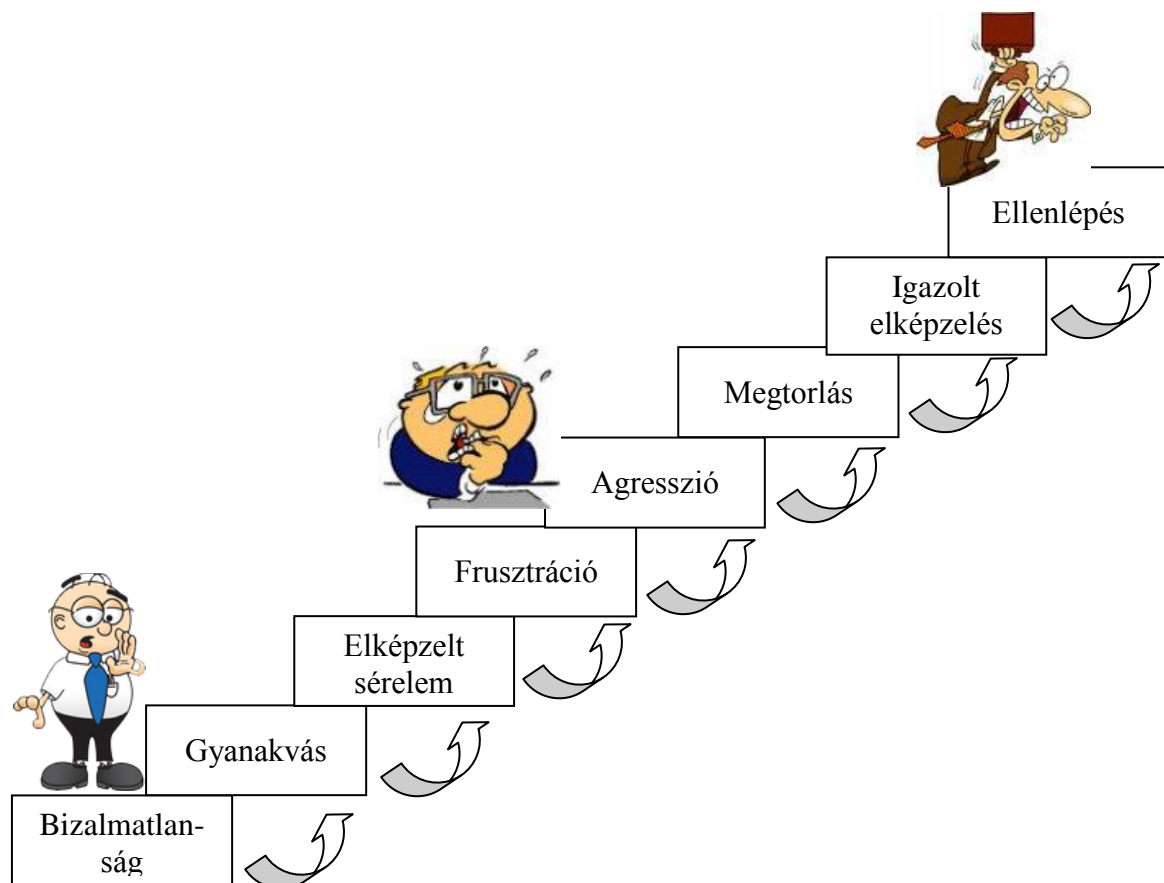 Ellenlépés
Igazolt
elképzelés
Megtorlás
Agresszió
Frusztráció
Elképzelt
sérelem
Gyanakvás
Bizalmatlan-
ság